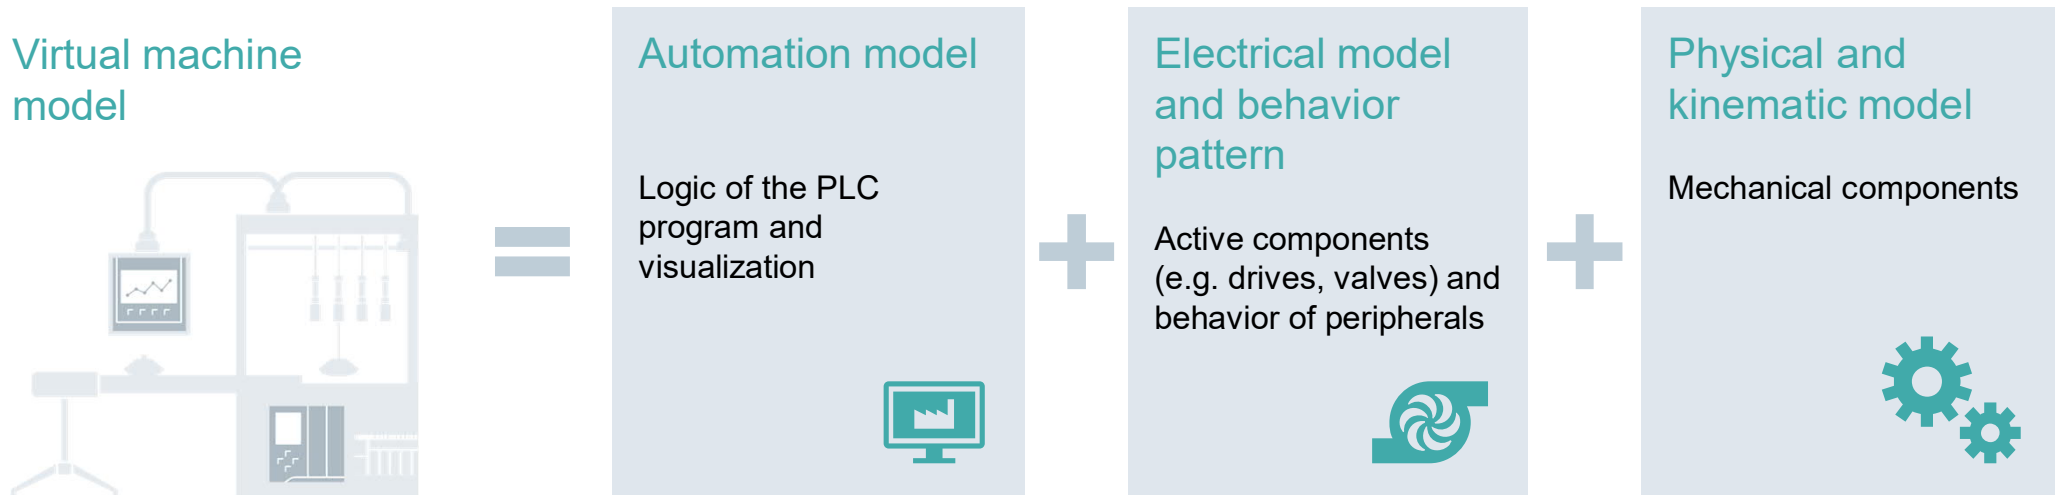 Virtual machine
model
Automation model
Logic of the PLC
program and
visualization
Electrical model
and behavior
pattern
Active components
(e.g. drives, valves) and
behavior of peripherals
Physical and
kinematic model
Mechanical components